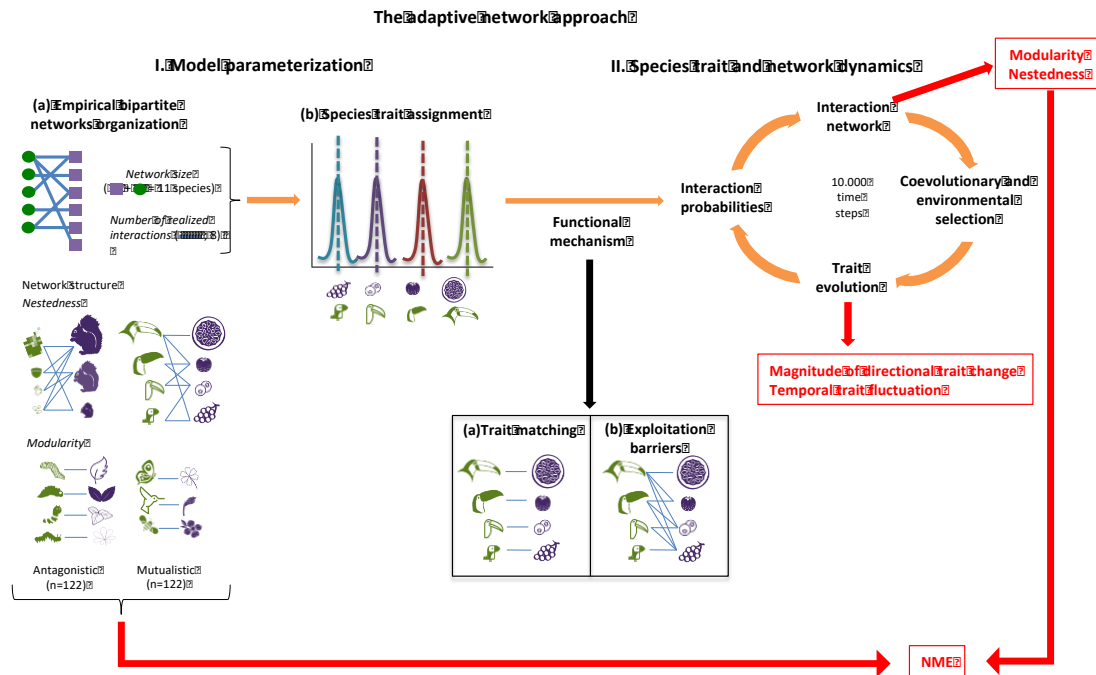 The adaptive network approach
I. Model parameterization
II. Species trait and network dynamics
(a) Empirical bipartite
networks organization
Network size
= 11 species)
Number of realized
interactions
8)
Network structure
Nestedness
Modularity
Antagonistic
(n=122)
Mutualistic
(n=122)
(b) Species trait assignment
Functional
mechanism
(a)Trait matching
(b) Exploitation
barriers
Interaction
network
Interaction
probabilities
10.000
time
steps
Coevolutionary and
environmental
selection
Trait
evolution
Modularity
Nestedness
Magnitude of directional trait change
Temporal trait fluctuation
NME